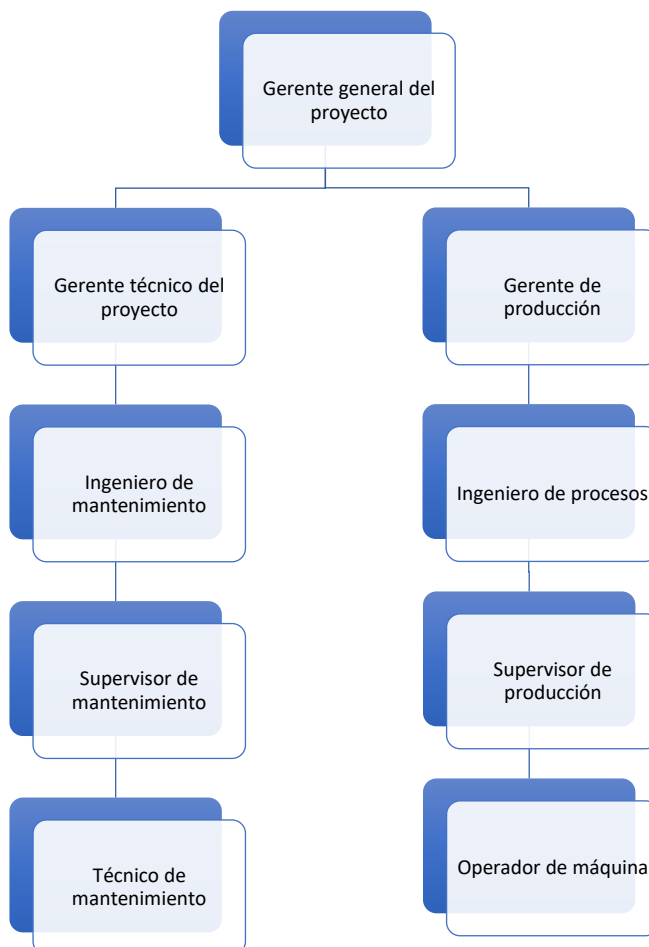 Gerente general del
proyecto
Gerente técnico del
proyecto
Gerente de
producción
Ingeniero de
mantenimiento
Ingeniero de procesos
Supervisor de
mantenimiento
Supervisor de
producción
Técnico de
mantenimiento
Operador de máquina